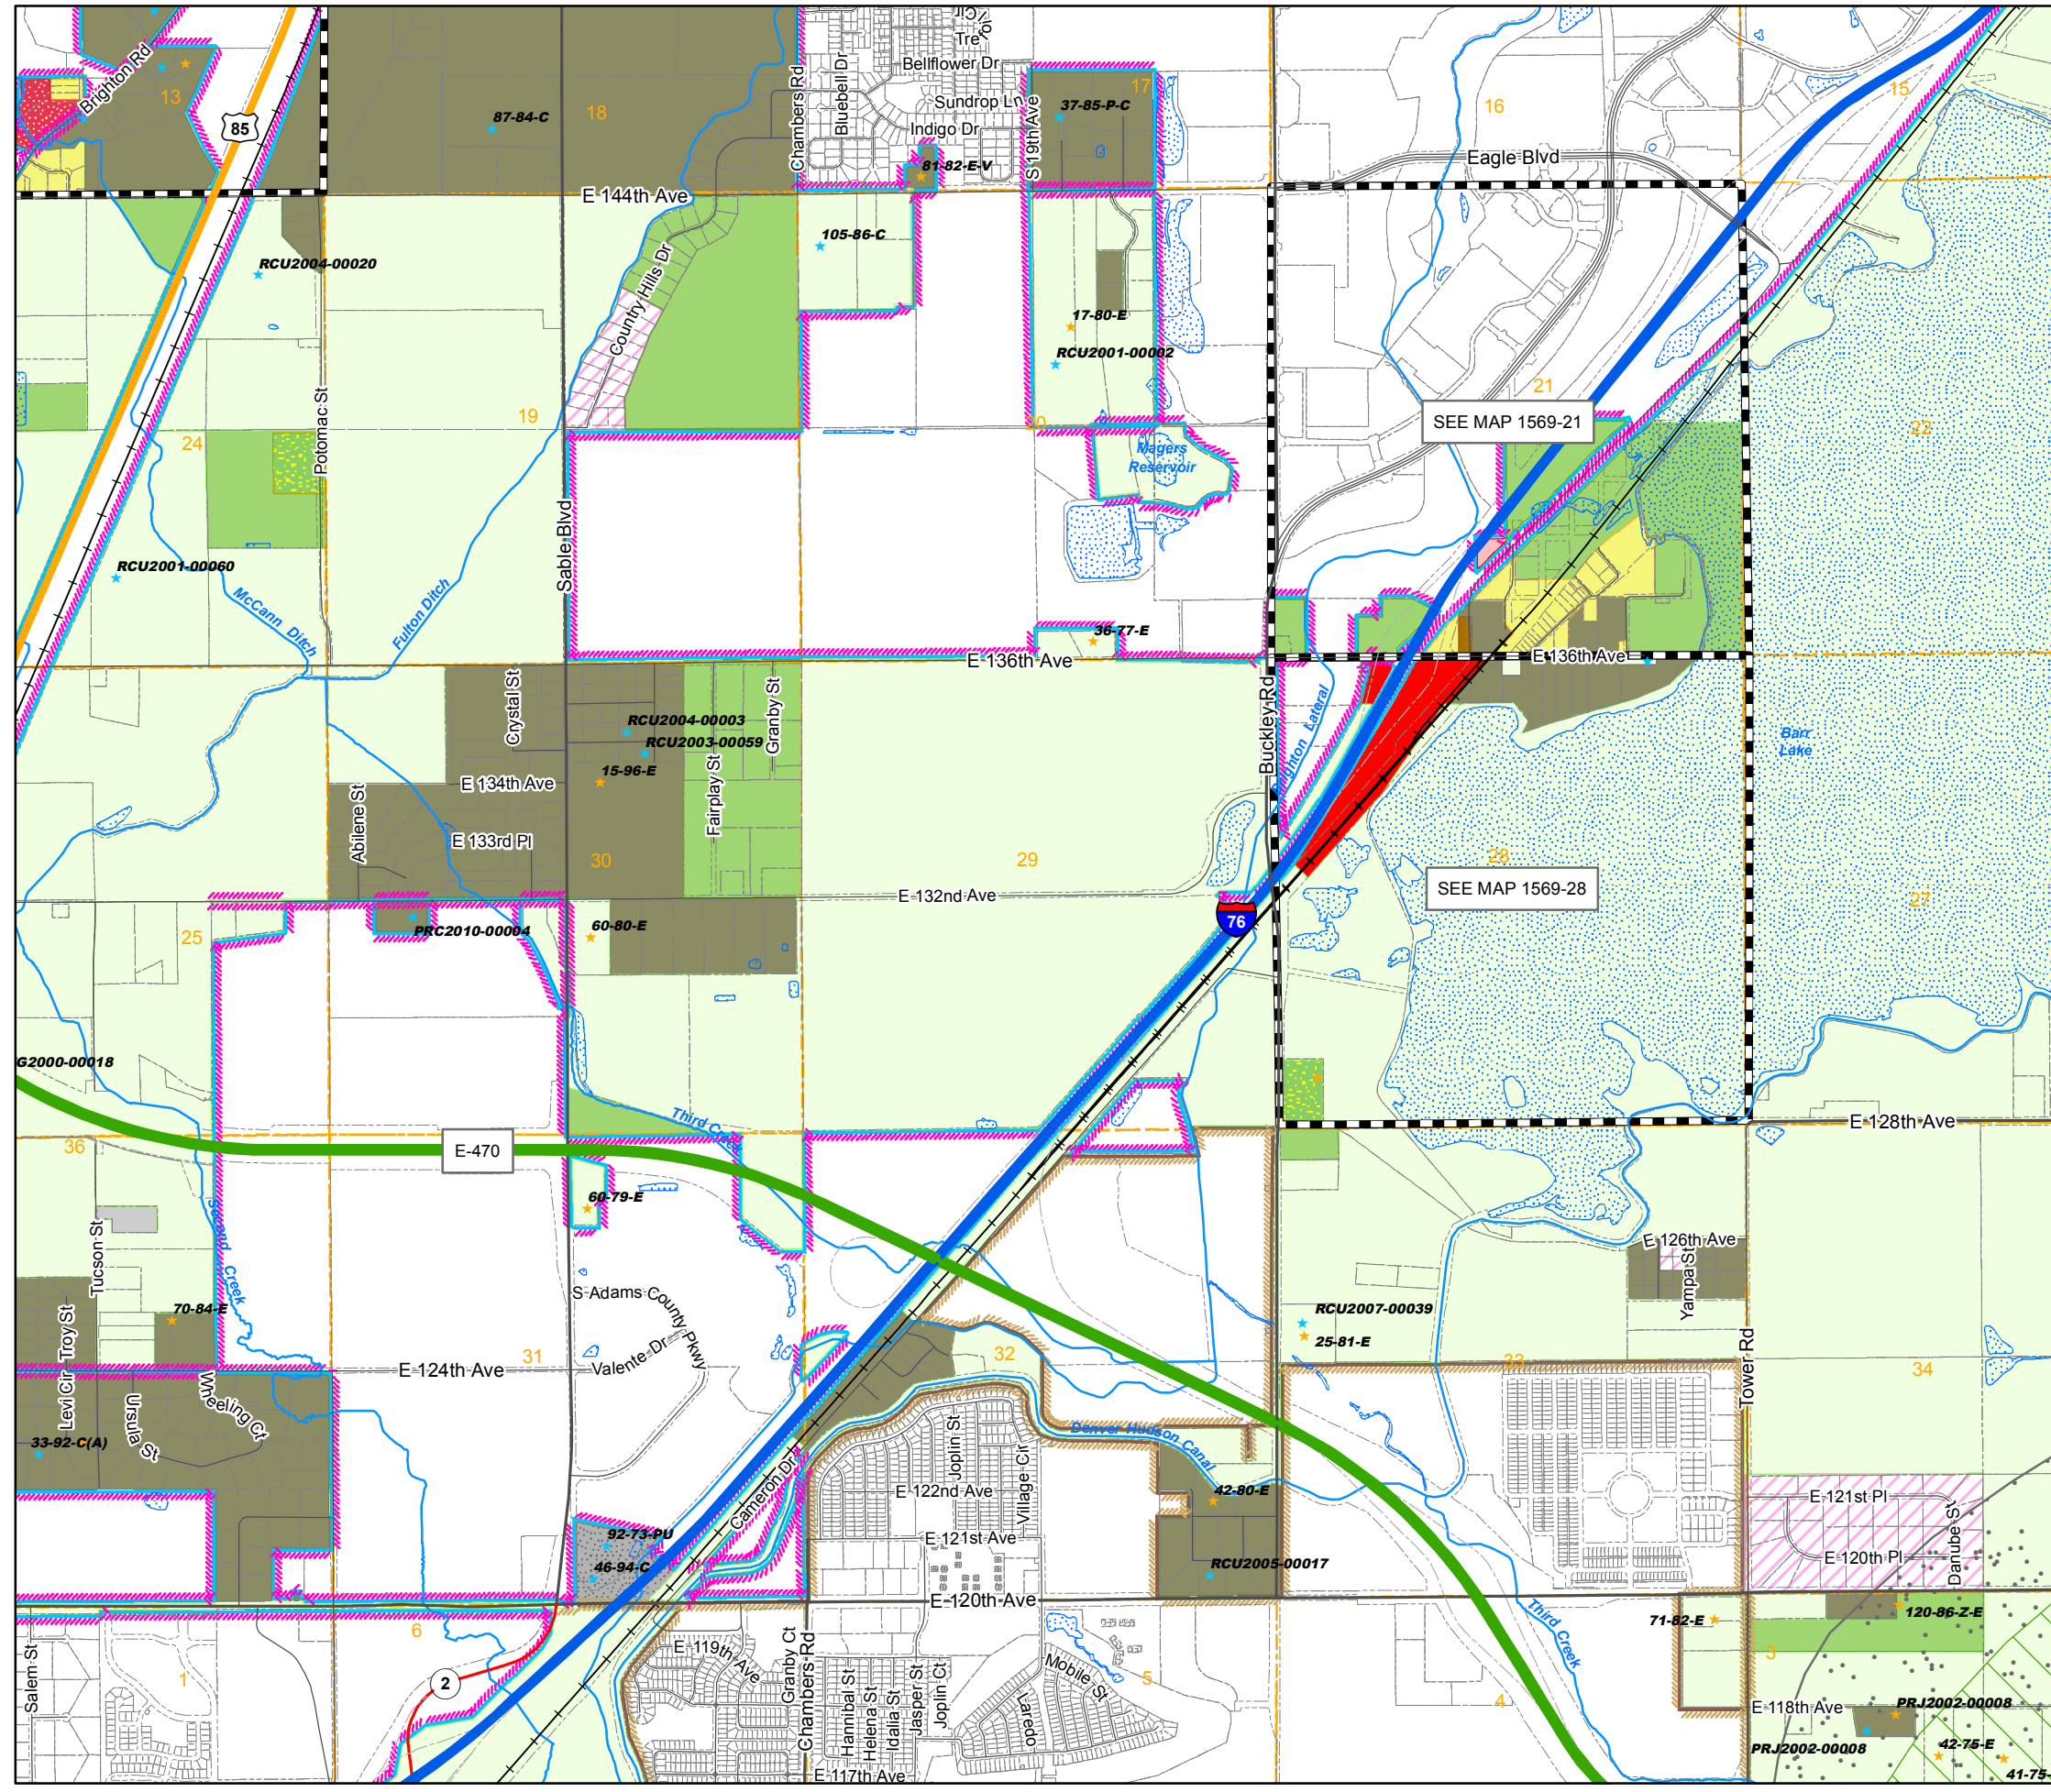 Tre
Bellflower Dr
Brighton Rd
13
85
87-84-C
18
Chambers Rd
Bluebell Dr
Sundrop Ln
Indigo Dr
S 19th Ave
17
37-85-P-C
81-82-E-V
16
15
Eagle Blvd
E 144th Ave
105-86-C
RCU2004-00020
Country Hills Dr
17-80-E
RCU2001-00002
Potomac St
19
24
20
21
SEE MAP 1569-21
22
Magers
Reservoir
Sable Blvd
RCU2001-00060
McCann Ditch
Fulton Ditch
36-77-E
E 136th Ave
E 136th Ave
Crystal St
Granby St
Buckley Rd
Brighton Lateral
RCU2004-00003
RCU2003-00059
15-96-E
Barr
Lake
E 134th Ave
Fairplay St
Abilene St
E 133rd Pl
30
29
28
SEE MAP 1569-28
E 132nd Ave
27
76
25
PRC2010-00004
60-80-E
G2000-00018
Third Creek
E 128th Ave
36
E-470
60-79-E
Second Creek
Tucson St
E 126th Ave
Yampa St
S Adams County Pkwy
RCU2007-00039
25-81-E
70-84-E
Troy St
Levi Cir
Valente Dr
31
32
33
34
E 124th Ave
Tower Rd
Wheeling Ct
Ursula St
33-92-C(A)
Denver Hudson Canal
Joplin St
Village Cir
Cameron Dr
E 122nd Ave
42-80-E
E 121st Pl
Danube St
92-73-PU
E 121st Ave
46-94-C
RCU2005-00017
E 120th Pl
E 120th Ave
Third Creek
71-82-E
120-86-Z-E
6
Salem St
1
2
E 119th Ave
Granby Ct
Chambers Rd
Hannibal St
Helena St
Idalia St
Jasper St
Joplin Ct
Laredo
Mobile St
5
4
3
E 118th Ave
PRJ2002-00008
PRJ2002-00008
42-75-E
41-75-
E 117th Ave